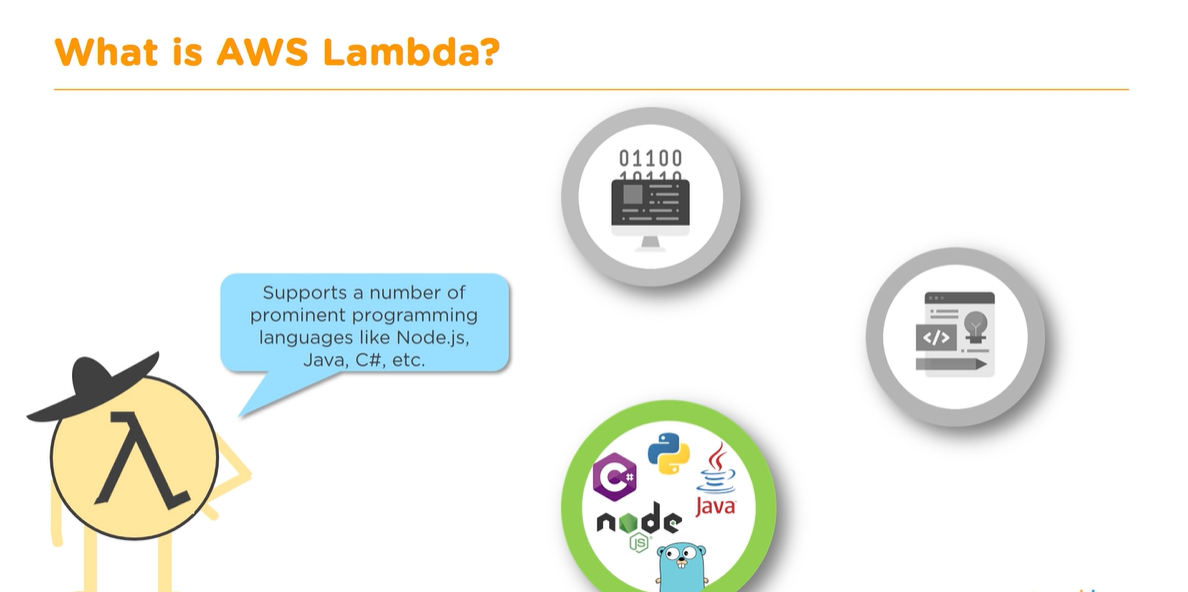 What is AWS Lambda?
01100
10110
Supports a number of
prominent programming
languages like Node.js,
Java, C#, etc.
</>
λ
C#
Java
node
JS